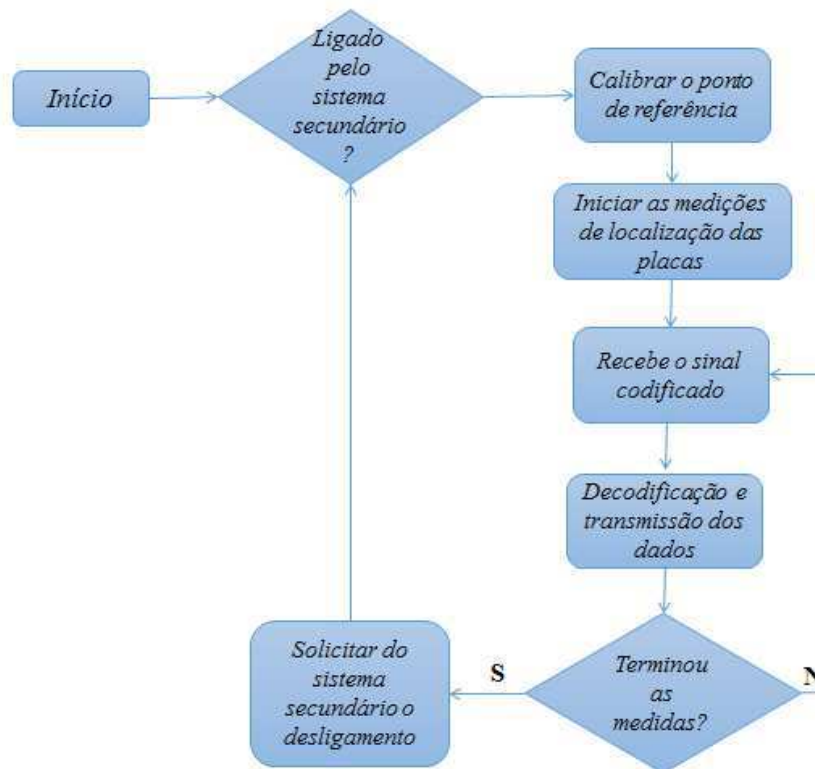 Início
Ligado
pelo
sistema
secundário
?
Calibrar o ponto
de referência
Iniciar as medições
de localização das
placas
Recebe o sinal
codificado
Decodificação e
transmissão dos
dados
Terminou
as
medidas?
S
N
Solicitar do
sistema
secundário o
desligamento